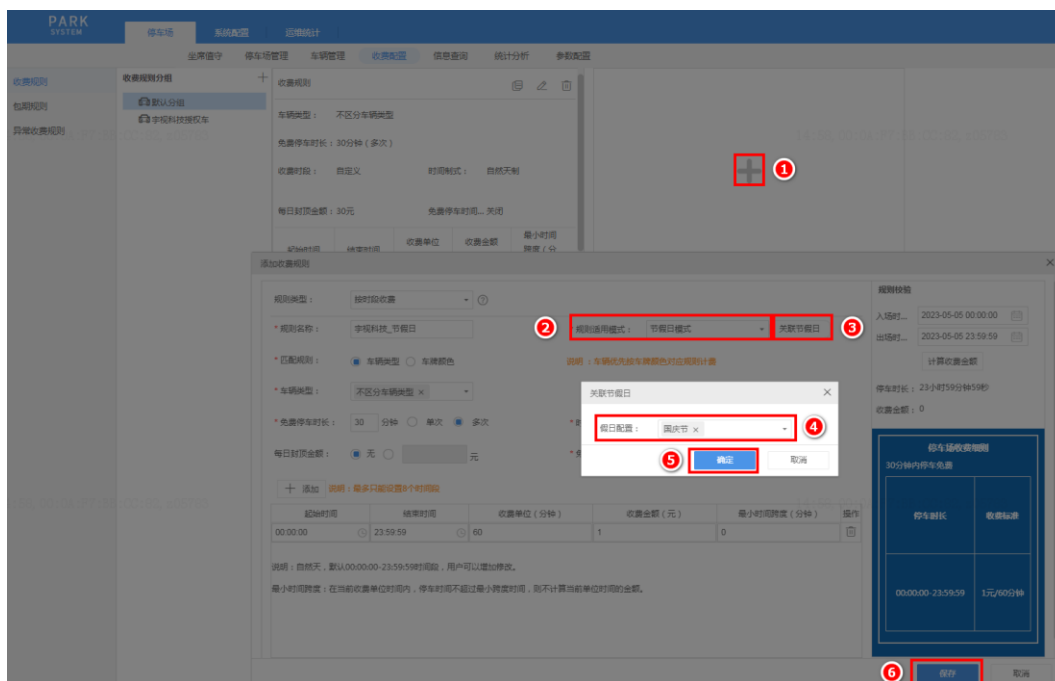 PARK
SYSTEM
停车场 系统配置 运维统计
坐席值守 停车场管理 车辆管理 收费配置 信息查询 统计分析 参数配置
收费规则
包期规则
异常收费规则
收费规则分组
默认分组
宇视科技授权车
收费规则
车辆类型： 不区分车辆类型
免费停车时长：30分钟（多次）
收费时段： 自定义 时间制式： 自然天制
每日封顶金额：30元 免费停车时间... 关闭
起始时间 结束时间 收费单位 收费金额 最小时间
跨度（分
1
添加收费规则
规则类型： 按时段收费
* 规则名称： 宇视科技_节假日
2
* 规则适用模式： 节假日模式 关联节假日
3
* 匹配规则： 车辆类型 车牌颜色
说明：车辆优先按车牌颜色对应规则计费
* 车辆类型： 不区分车辆类型 ×
* 免费停车时长： 30 分钟 单次 多次
每日封顶金额： 无 元
关联节假日
假日配置： 国庆节 ×
4
5
确定 取消
添加 说明：最多只能设置8个时间段
起始时间 结束时间 收费单位（分钟） 收费金额（元） 最小时间跨度（分钟） 操作
00:00:00 23:59:59 60 1 0
说明：自然天，默认00:00:00-23:59:59时间段，用户可以增加修改。
最小时间跨度：在当前收费单位时间内，停车时间不超过最小跨度时间，则不计算当前单位时间的金额。
规则校验
入场时... 2023-05-05 00:00:00
出场时... 2023-05-05 23:59:59
计算收费金额
停车时长：23小时59分钟59秒
收费金额：0
停车场收费细则
30分钟内停车免费
停车时长 收费标准
00:00:00-23:59:59 1元/60分钟
6
保存 取消